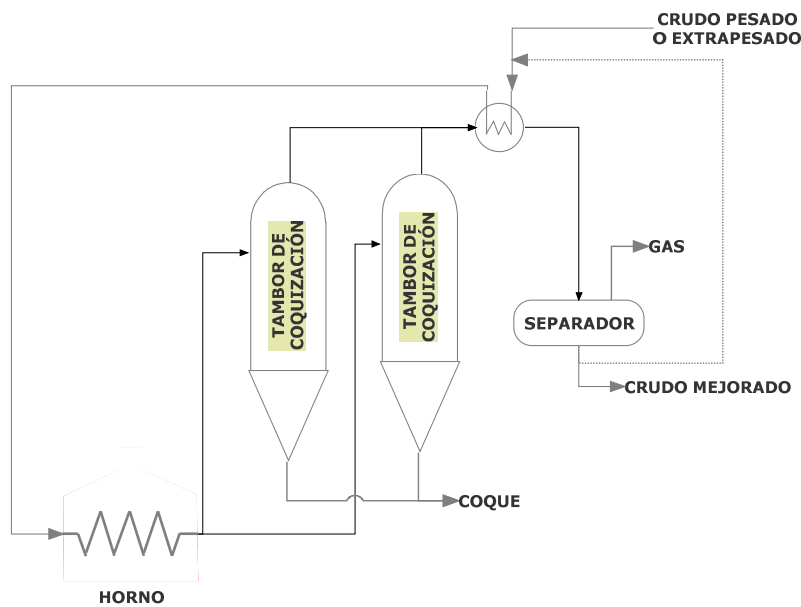 CRUDO PESADO
O EXTRAPESADO
TAMBOR DE
COQUIZACIÓN
TAMBOR DE
COQUIZACIÓN
GAS
SEPARADOR
CRUDO MEJORADO
COQUE
HORNO